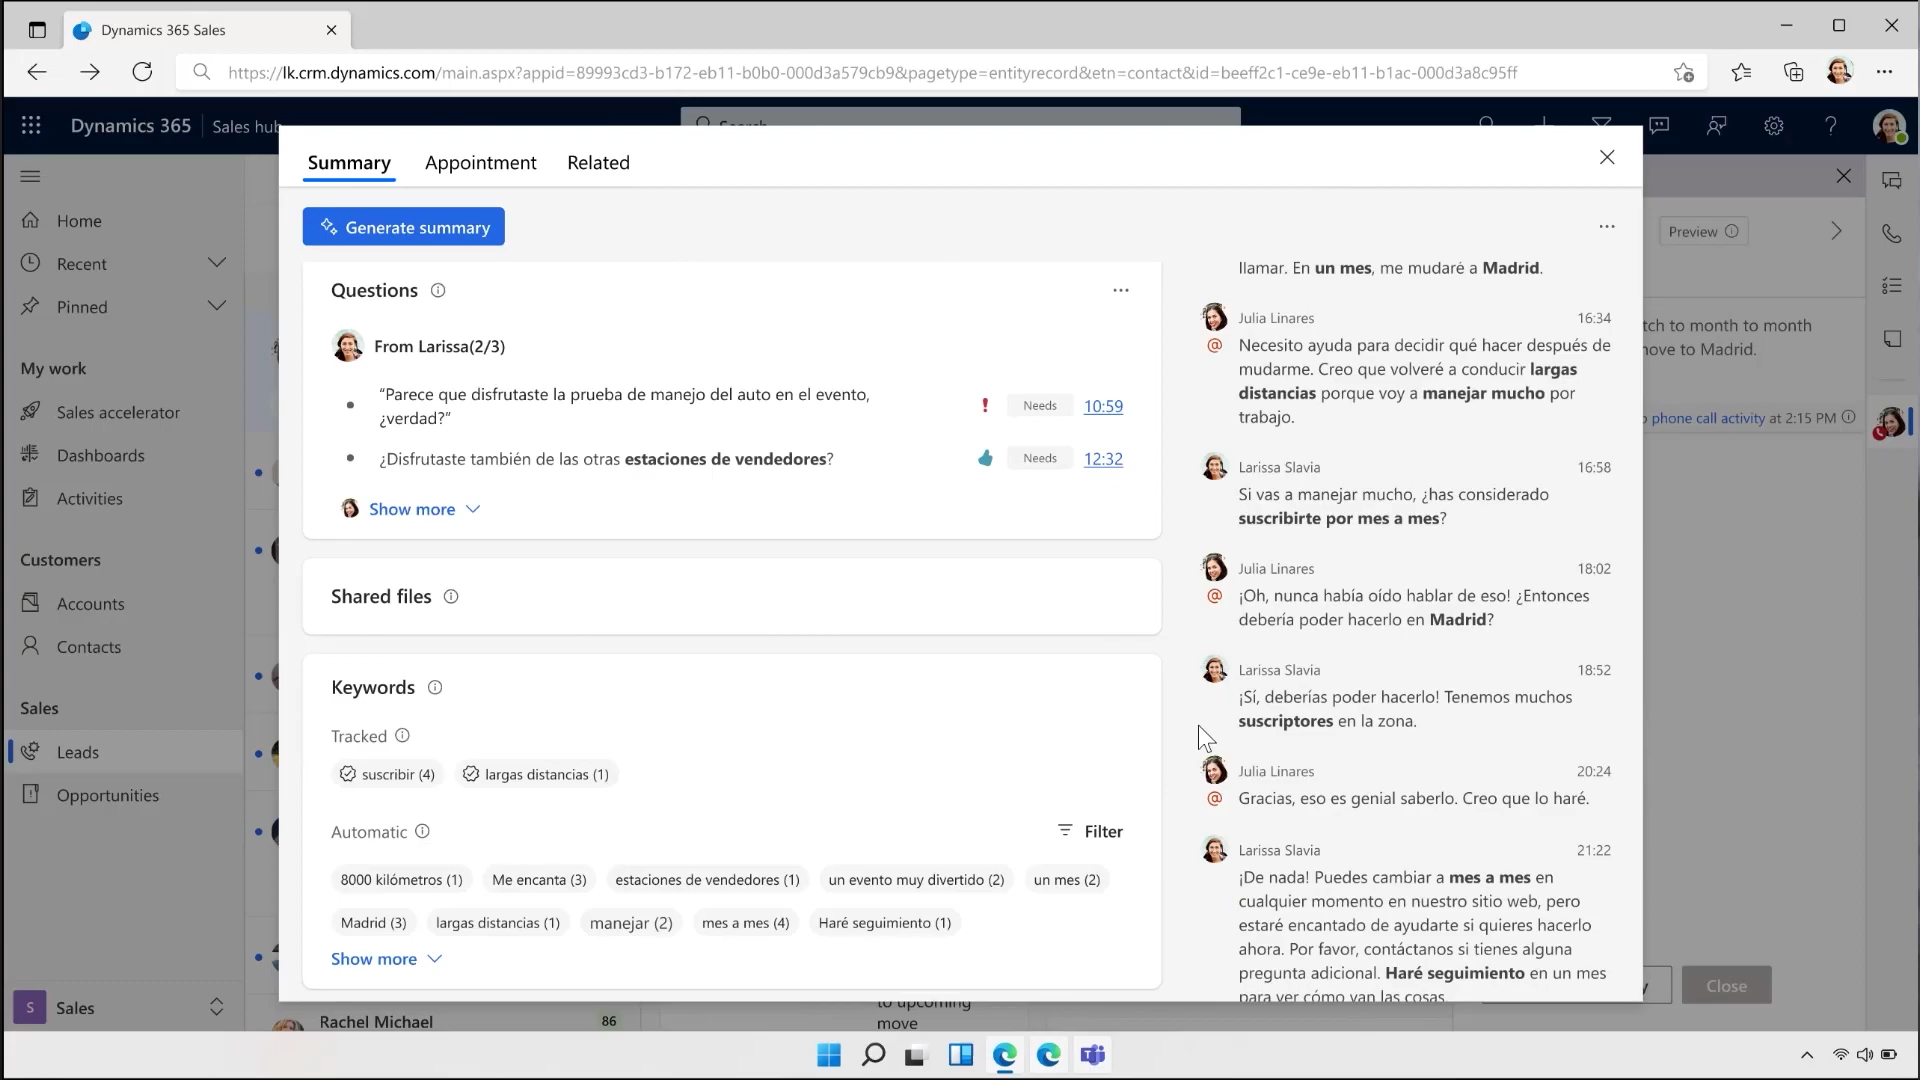 Dynamics 365 Sales
https://lk.crm.dynamics.com/main.aspx?appid=89993cd3-b172-eb11-b0b0-000d3a579cb9&pagetype=entityrecord&etn=contact&id=beeff2c1-ce9e-eb11-b1ac-000d3a8c95ff
Dynamics 365
Sales hub
Search
Home
Recent
Pinned
My work
Sales accelerator
Dashboards
Activities
Customers
Accounts
Contacts
Sales
Leads
Opportunities
S
Sales
Summary
Appointment
Related
Generate summary
Questions
From Larissa(2/3)
“Parece que disfrutaste la prueba de manejo del auto en el evento,
¿verdad?”
Needs
10:59
¿Disfrutaste también de las otras estaciones de vendedores?
Needs
12:32
Show more
Shared files
Keywords
Tracked
suscribir (4)
largas distancias (1)
Automatic
Filter
8000 kilómetros (1)
Me encanta (3)
estaciones de vendedores (1)
un evento muy divertido (2)
un mes (2)
Madrid (3)
largas distancias (1)
manejar (2)
mes a mes (4)
Haré seguimiento (1)
Show more
llamar. En un mes, me mudaré a Madrid.
Julia Linares
16:34
@
Necesito ayuda para decidir qué hacer después de
mudarme. Creo que volveré a conducir largas
distancias porque voy a manejar mucho por
trabajo.
Larissa Slavia
16:58
Si vas a manejar mucho, ¿has considerado
suscribirte por mes a mes?
Julia Linares
18:02
@
¡Oh, nunca había oído hablar de eso! ¿Entonces
debería poder hacerlo en Madrid?
Larissa Slavia
18:52
¡Sí, deberías poder hacerlo! Tenemos muchos
suscriptores en la zona.
Julia Linares
20:24
@
Gracias, eso es genial saberlo. Creo que lo haré.
Larissa Slavia
21:22
¡De nada! Puedes cambiar a mes a mes en
cualquier momento en nuestro sitio web, pero
estaré encantado de ayudarte si quieres hacerlo
ahora. Por favor, contáctanos si tienes alguna
pregunta adicional. Haré seguimiento en un mes
para ver cómo van las cosas.
Preview
to month to month
to Madrid.
phone call activity at 2:15 PM
Close
Rachel Michael
86
to upcoming
move